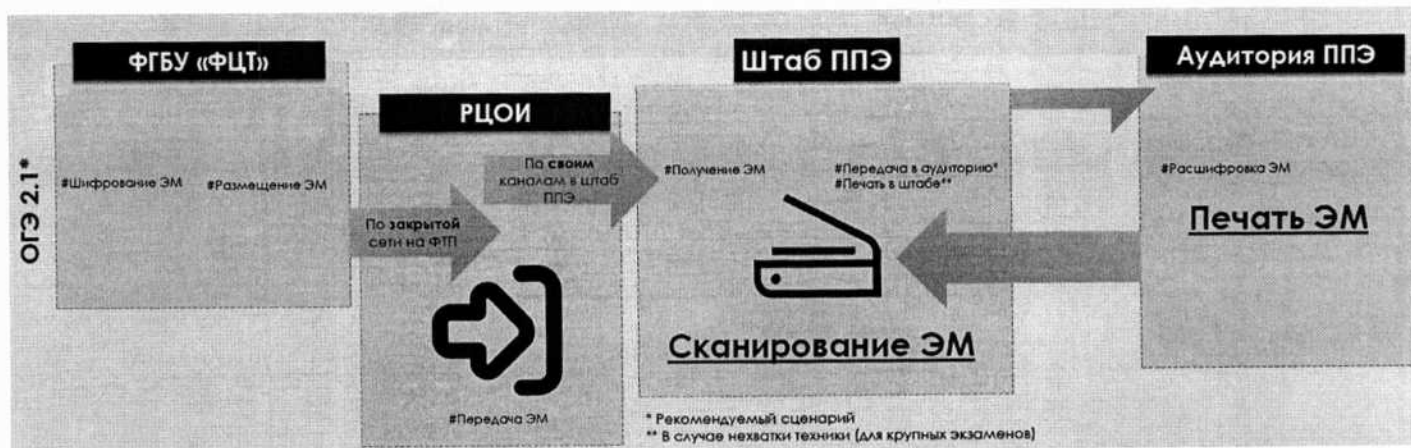 ОГЭ 2.1*
ФГБУ «ФЦТ»
#Шифрование ЭМ
#Размещение ЭМ
По закрытой
сети на ФТП
РЦОИ
#Передача ЭМ
По своим
каналам в штаб
ППЭ
Штаб ППЭ
#Получение ЭМ
#Передача в аудиторию*
#Печать в штабе**
Сканирование ЭМ
Аудитория ППЭ
#Расшифровка ЭМ
Печать ЭМ
* Рекомендуемый сценарий
** В случае нехватки техники (для крупных экзаменов)